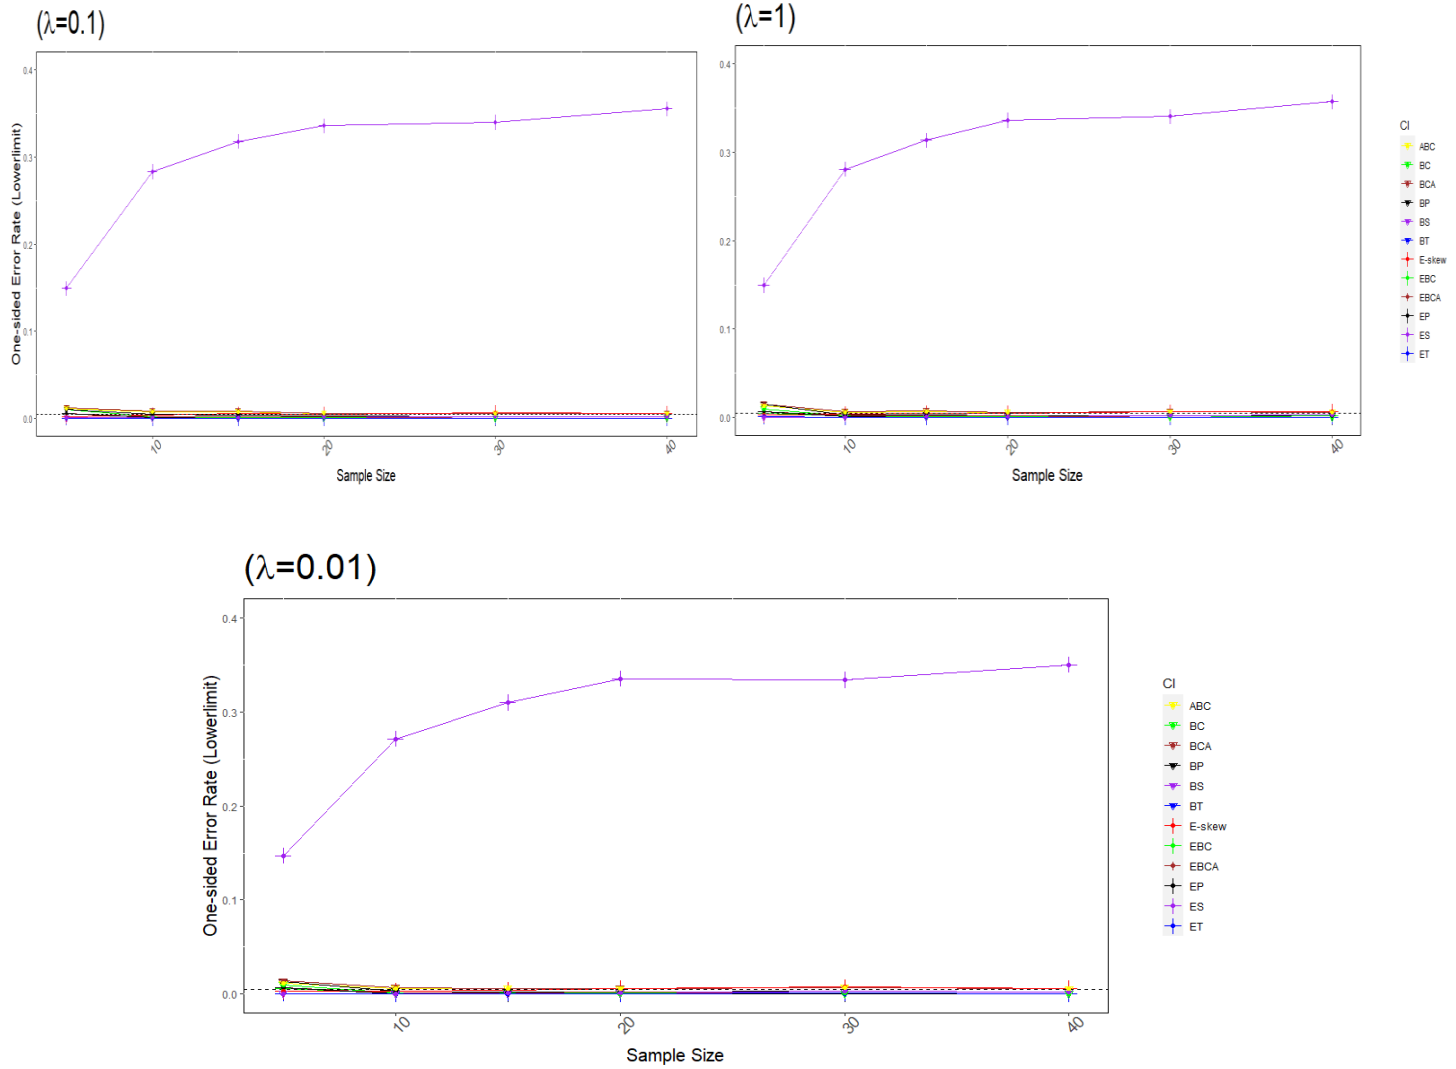 (λ=0.1)
One-sided Error Rate (Lowerlimit)
0.4
0.3
0.2
0.1
0.0
10
20
30
40
Sample Size
(λ=1)
0.4
0.3
0.2
0.1
0.0
10
20
30
40
Sample Size
CI
ABC
BC
BCA
BP
BS
BT
E-skew
EBC
EBCA
EP
ES
ET
(λ=0.01)
One-sided Error Rate (Lowerlimit)
0.4
0.3
0.2
0.1
0.0
10
20
30
40
Sample Size
CI
ABC
BC
BCA
BP
BS
BT
E-skew
EBC
EBCA
EP
ES
ET